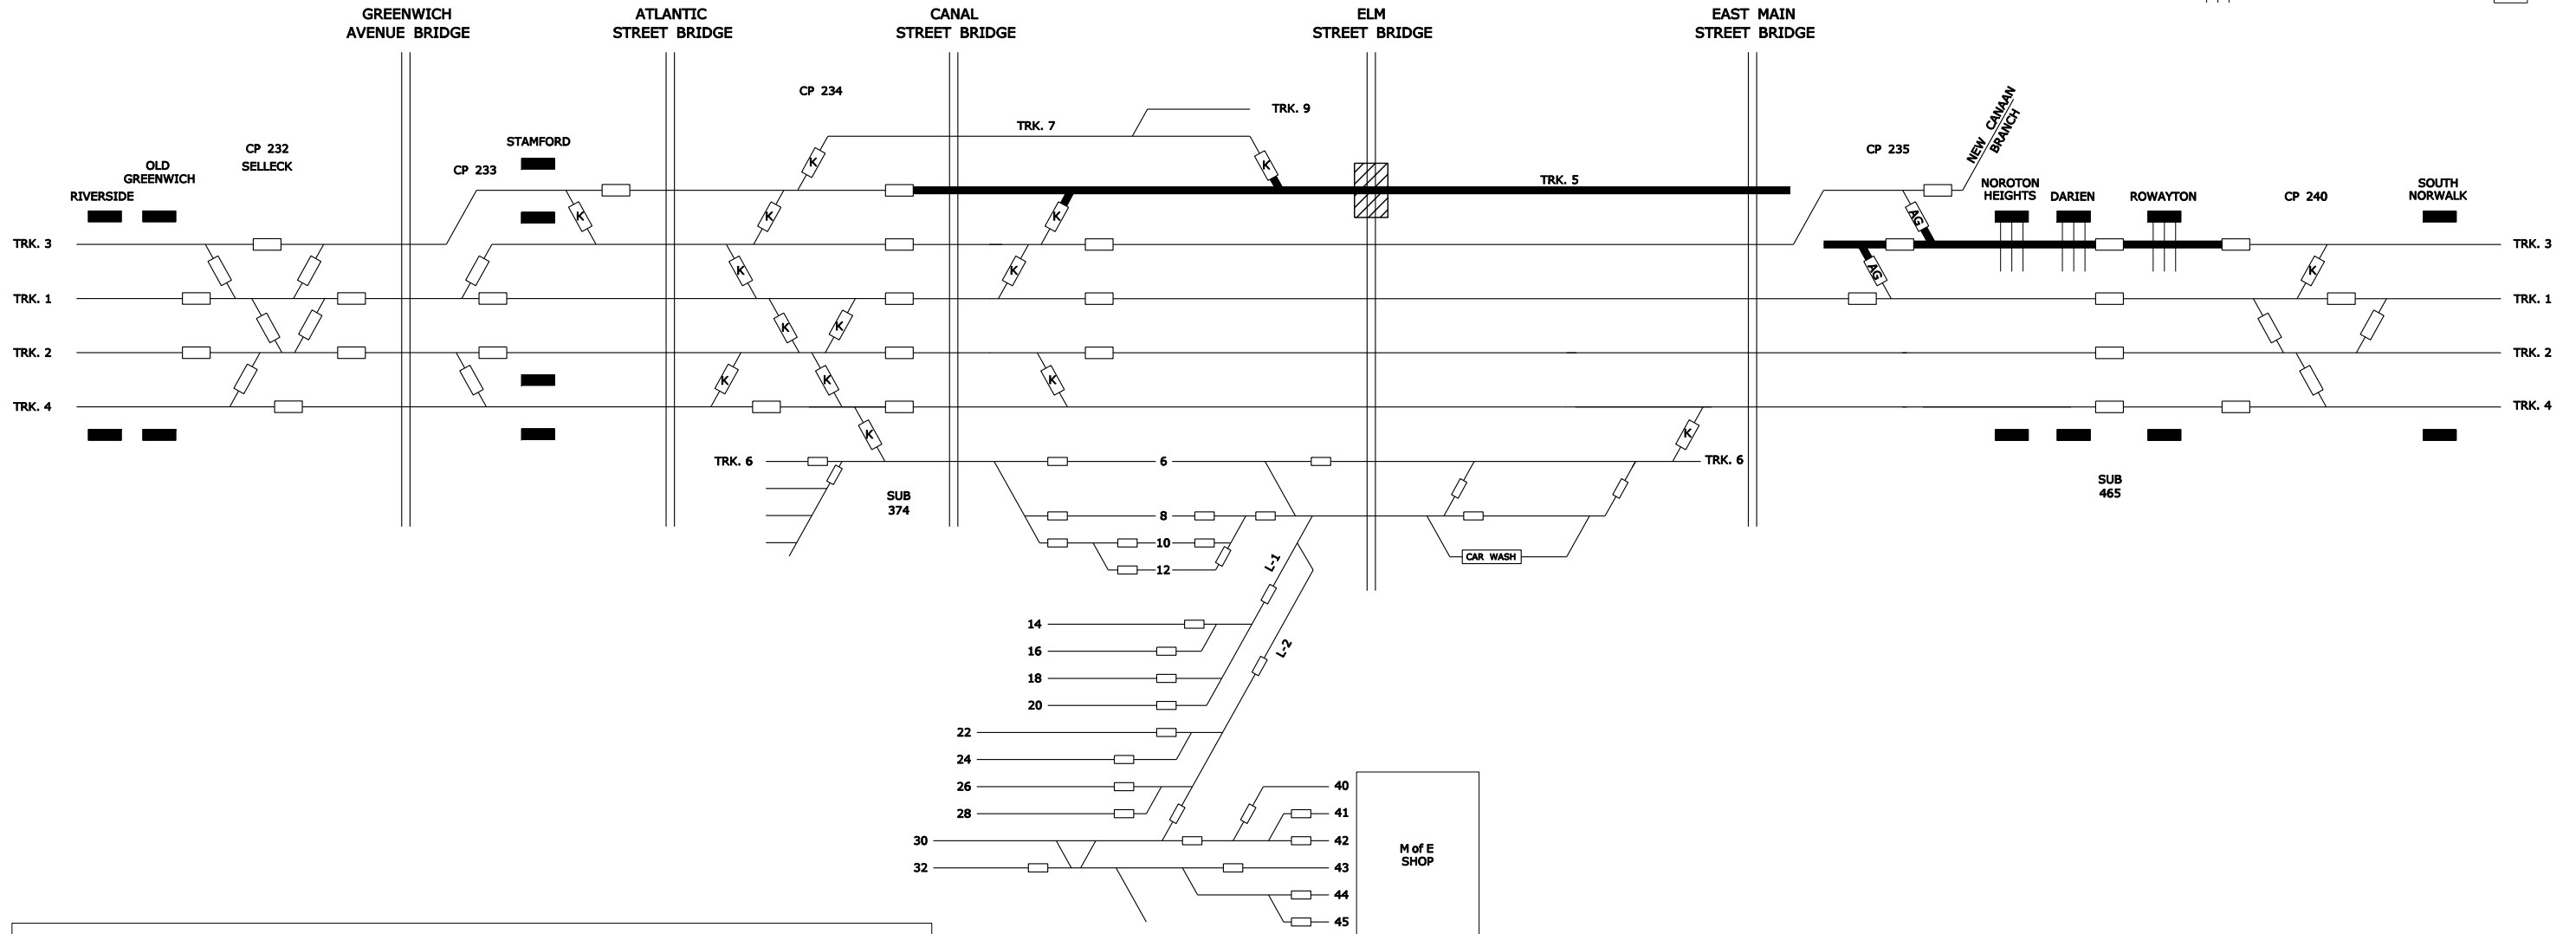 GREENWICH
AVENUE BRIDGE
ATLANTIC
STREET BRIDGE
CANAL
STREET BRIDGE
ELM
STREET BRIDGE
EAST MAIN
STREET BRIDGE
CP 234
TRK. 9
TRK. 7
NEW CANAAN
BRANCH
CP 232
SELLECK
STAMFORD
CP 235
OLD
GREENWICH
CP 233
K
K
TRK. 5
RIVERSIDE
NOROTON
HEIGHTS
DARIEN
ROWAYTON
CP 240
SOUTH
NORWALK
K
K
K
AG
TRK. 3
TRK. 3
K
K
AG
K
TRK. 1
TRK. 1
K
K
TRK. 2
TRK. 2
K
K
K
TRK. 4
TRK. 4
K
K
TRK. 6
6
TRK. 6
SUB
374
SUB
465
8
10
12
CAR WASH
L-1
14
16
L-2
18
20
22
24
26
28
30
32
40
41
42
43
44
45
M of E
SHOP